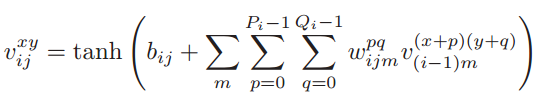 $v_{ij}^{xy} = \tanh \left( b_{ij} + \sum_{m} \sum_{p=0}^{P_i-1} \sum_{q=0}^{Q_i-1} w_{ijm}^{pq} v_{(i-1)m}^{(x+p)(y+q)} \right)$